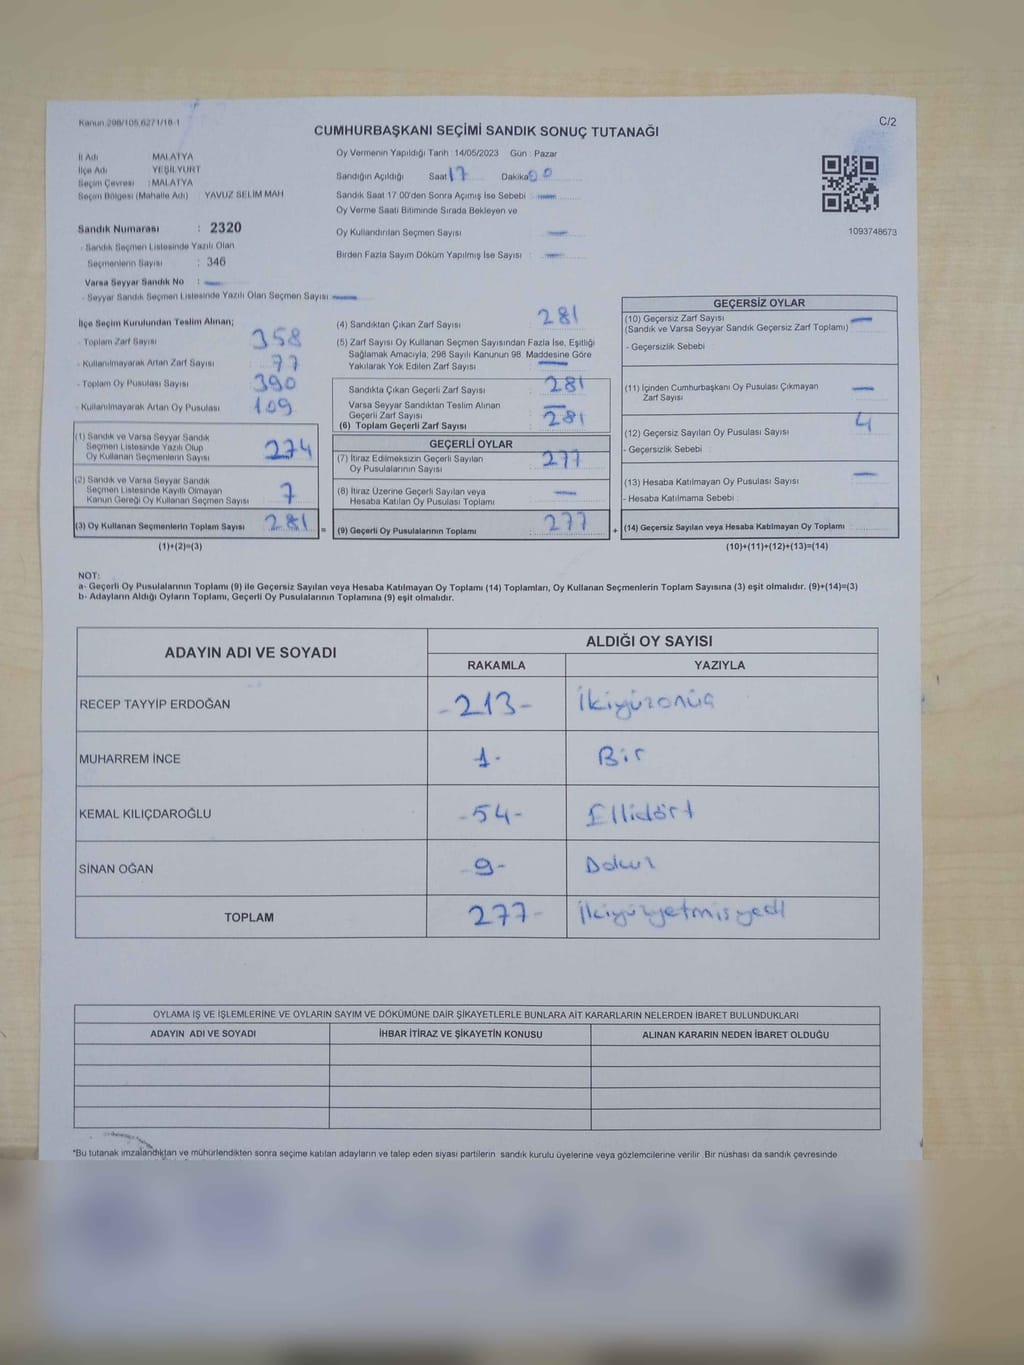 Kanun 298/105,6271/18-1
C/2
CUMHURBAŞKANI SEÇİMİ SANDIK SONUÇ TUTANAĞI
İl Adı MALATYA
İlçe Adı YEŞİLYURT
Seçim Çevresi : MALATYA
Seçim Bölgesi (Mahalle Adı) YAVUZ SELİM MAH
Sandık Numarası : 2320
- Sandık Seçmen Listesinde Yazılı Olan
Seçmenlerin Sayısı : 346
Varsa Seyyar Sandık No : —
- Seyyar Sandık Seçmen Listesinde Yazılı Olan Seçmen Sayısı —
Oy Vermenin Yapıldığı Tarih : 14/05/2023 Gün : Pazar
Sandığın Açıldığı Saat 17 Dakika 00
Sandık Saat 17 00'den Sonra Açımış İse Sebebi : —
Oy Verme Saati Bitiminde Sırada Bekleyen ve
Oy Kullandırılan Seçmen Sayısı : —
Birden Fazla Sayım Döküm Yapılmış İse Sayısı : —
1093748673
İlçe Seçim Kurulundan Teslim Alınan;
- Toplam Zarf Sayısı 358
- Kullanılmayarak Artan Zarf Sayısı 77
- Toplam Oy Pusulası Sayısı 390
- Kullanılmayarak Artan Oy Pusulası 109
(1) Sandık ve Varsa Seyyar Sandık
Seçmen Listesinde Yazılı Olup
Oy Kullanan Seçmenlerin Sayısı 274
(2) Sandık ve Varsa Seyyar Sandık
Seçmen Listesinde Kayıtlı Olmayan
Kanun Gereği Oy Kullanan Seçmen Sayısı 7
(3) Oy Kullanan Seçmenlerin Toplam Sayısı 281 =
(1)+(2)=(3)
(4) Sandıktan Çıkan Zarf Sayısı 281
(5) Zarf Sayısı Oy Kullanan Seçmen Sayısından Fazla İse, Eşitliği
Sağlamak Amacıyla, 298 Sayılı Kanunun 98. Maddesine Göre
Yakılarak Yok Edilen Zarf Sayısı —
Sandıkta Çıkan Geçerli Zarf Sayısı 281
Varsa Seyyar Sandıktan Teslim Alınan
Geçerli Zarf Sayısı —
(6) Toplam Geçerli Zarf Sayısı 281
GEÇERLİ OYLAR
(7) İtiraz Edilmeksizin Geçerli Sayılan
Oy Pusulalarının Sayısı 277
(8) İtiraz Üzerine Geçerli Sayılan veya
Hesaba Katılan Oy Pusulaları Toplamı —
(9) Geçerli Oy Pusulalarının Toplamı 277 +
GEÇERSİZ OYLAR
(10) Geçersiz Zarf Sayısı —
(Sandık ve Varsa Seyyar Sandık Geçersiz Zarf Toplamı)
- Geçersizlik Sebebi
(11) İçinden Cumhurbaşkanı Oy Pusulası Çıkmayan
Zarf Sayısı —
(12) Geçersiz Sayılan Oy Pusulası Sayısı 4
- Geçersizlik Sebebi :
(13) Hesaba Katılmayan Oy Pusulası Sayısı —
- Hesaba Katılmama Sebebi :
(14) Geçersiz Sayılan veya Hesaba Katılmayan Oy Toplamı
(10)+(11)+(12)+(13)=(14)
NOT:
a- Geçerli Oy Pusulalarının Toplamı (9) ile Geçersiz Sayılan veya Hesaba Katılmayan Oy Toplamı (14) Toplamları, Oy Kullanan Seçmenlerin Toplam Sayısına (3) eşit olmalıdır. (9)+(14)=(3)
b- Adayların Aldığı Oyların Toplamı, Geçerli Oy Pusulalarının Toplamına (9) eşit olmalıdır.
ADAYIN ADI VE SOYADI ALDIĞI OY SAYISI
RAKAMLA YAZIYLA
RECEP TAYYİP ERDOĞAN -213- İkiyüzonüç
MUHARREM İNCE 1- Bir
KEMAL KILIÇDAROĞLU -54- Ellidört
SİNAN OĞAN -9- Dokuz
TOPLAM 277- İkiyüzyetmişyedi
OYLAMA İŞ VE İŞLEMLERİNE VE OYLARIN SAYIM VE DÖKÜMÜNE DAİR ŞİKAYETLERLE BUNLARA AİT KARARLARIN NELERDEN İBARET BULUNDUKLARI
ADAYIN ADI VE SOYADI İHBAR İTİRAZ VE ŞİKAYETİN KONUSU ALINAN KARARIN NEDEN İBARET OLDUĞU
*Bu tutanak imzalandıktan ve mühürlendikten sonra seçime katılan adayların ve talep eden siyasi partilerin sandık kurulu üyelerine veya gözlemcilerine verilir .Bir nüshası da sandık çevresinde